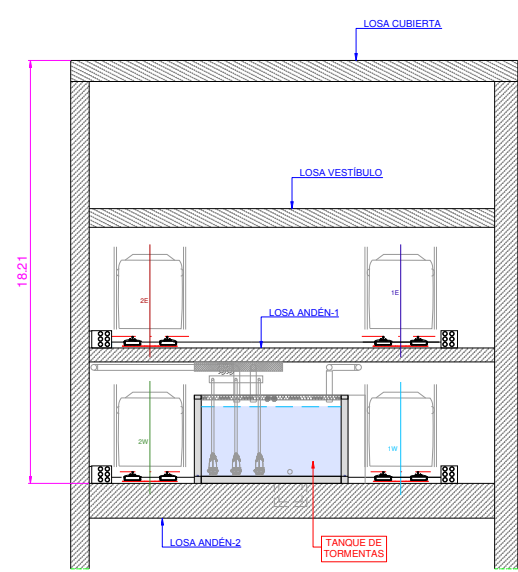 LOSA CUBIERTA
LOSA VESTÍBULO
18.21
2E
1E
LOSA ANDÉN-1
2W
1W
LOSA ANDÉN-2
TANQUE DE
TORMENTAS